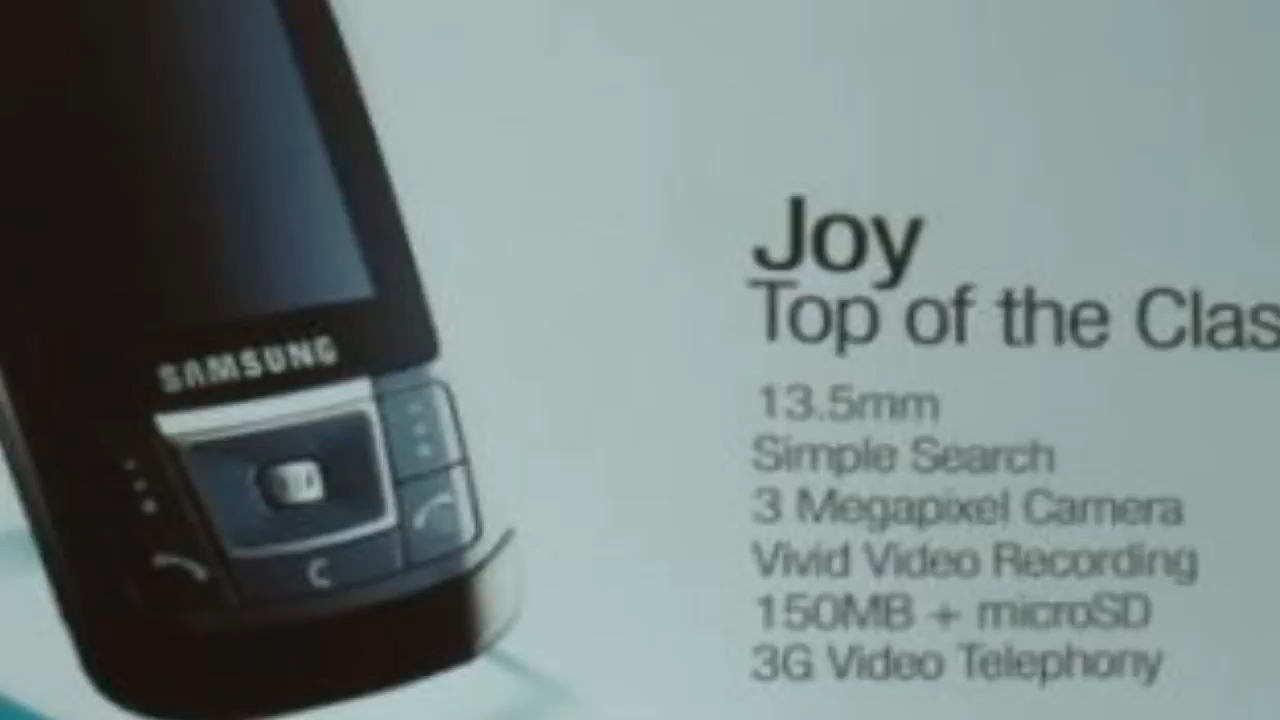 SAMSUNG
C
Joy
Top of the Clas
13.5mm
Simple Search
3 Megapixel Camera
Vivid Video Recording
150MB + microSD
3G Video Telephony